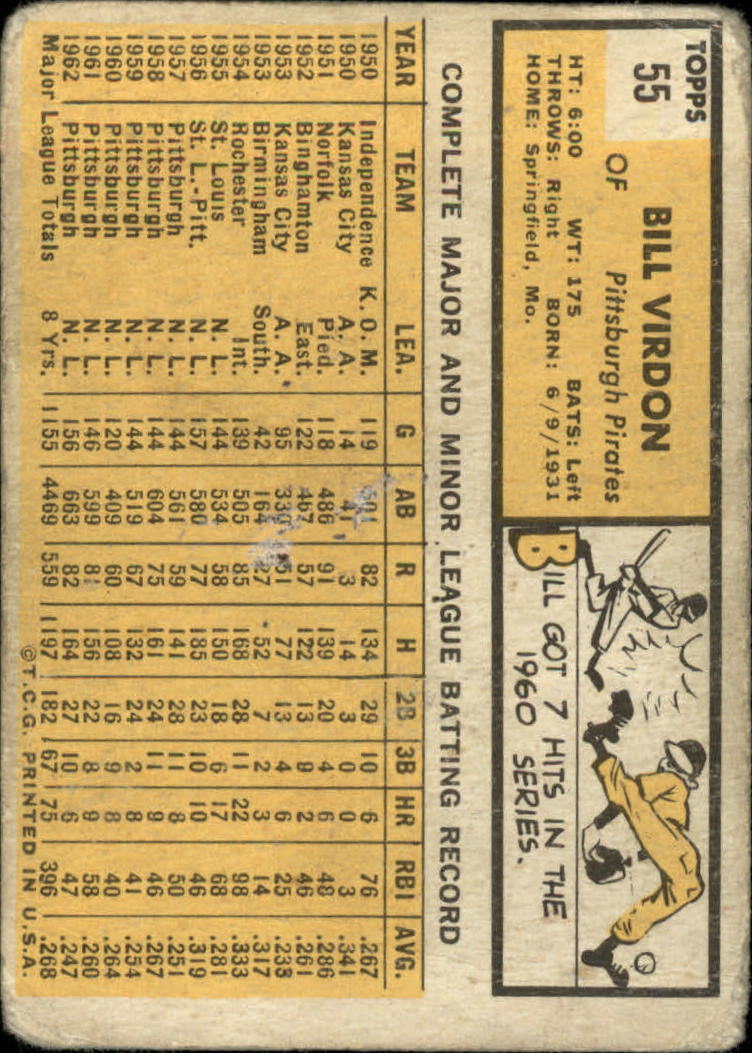 TOPPS
55
BILL VIRDON
OF Pittsburgh Pirates
HT: 6:00 WT: 175 BATS: Left
THROWS: Right BORN: 6/9/1931
HOME: Springfield, Mo.
BILL GOT 7 HITS IN THE
1960 SERIES.
COMPLETE MAJOR AND MINOR LEAGUE BATTING RECORD
YEAR TEAM LEA. G AB R H 2B 3B HR RBI AVG.
1950 Independence K. O. M. 119 501 82 134 29 10 6 76 .267
1950 Kansas City A. A. 14 41 3 14 3 0 0 3 .341
1951 Norfolk Pied. 118 486 91 139 20 4 6 48 .286
1952 Binghamton East. 122 467 57 122 13 9 2 46 .261
1953 Kansas City A. A. 95 330 51 77 13 4 6 25 .233
1953 Birmingham South. 42 164 27 52 7 2 3 14 .317
1954 Rochester Int. 139 505 85 168 28 11 22 98 .333
1955 St. Louis N. L. 144 534 58 150 18 6 17 68 .281
1956 St. L.-Pitt. N. L. 157 580 77 185 23 10 10 46 .319
1957 Pittsburgh N. L. 144 561 59 141 28 11 8 50 .251
1958 Pittsburgh N. L. 144 604 75 161 24 11 9 46 .267
1959 Pittsburgh N. L. 144 519 67 132 24 2 8 41 .254
1960 Pittsburgh N. L. 120 409 60 108 16 9 8 40 .264
1961 Pittsburgh N. L. 146 599 81 156 22 8 9 58 .260
1962 Pittsburgh N. L. 156 663 82 164 27 10 6 47 .247
Major League Totals 8 Yrs. 1155 4469 559 1197 182 67 75 396 .268
©T.C.G. PRINTED IN U.S.A.